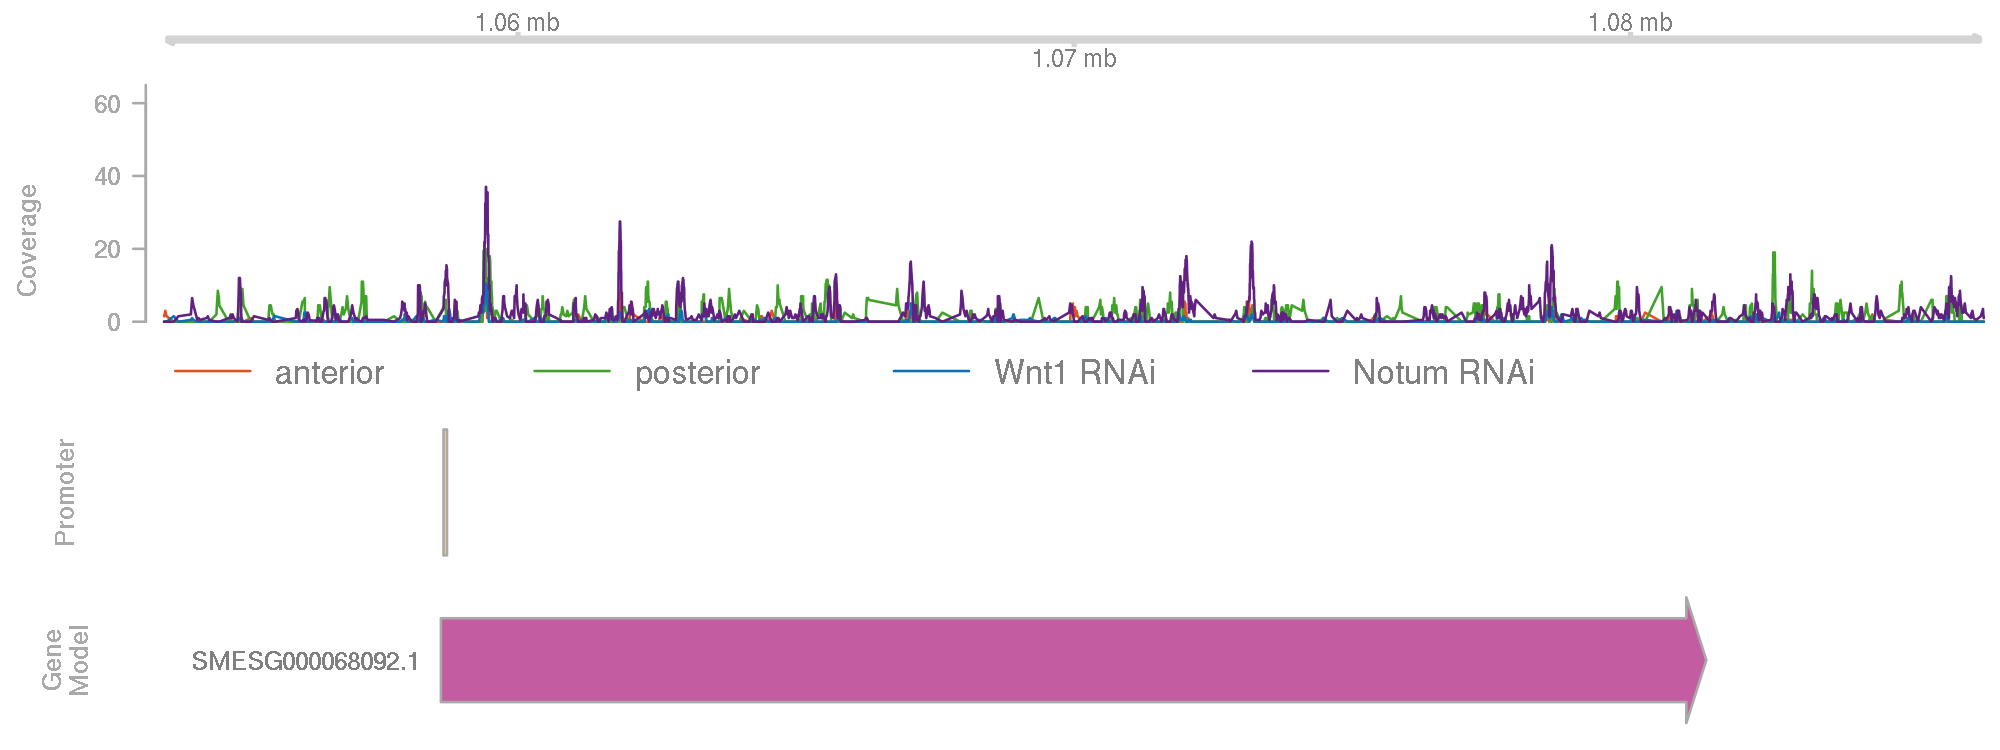 1.06 mb
1.08 mb
1.07 mb
60
40
20
0
Coverage
anterior posterior Wnt1 RNAi Notum RNAi
Promoter
Gene
Model
SMESG000068092.1